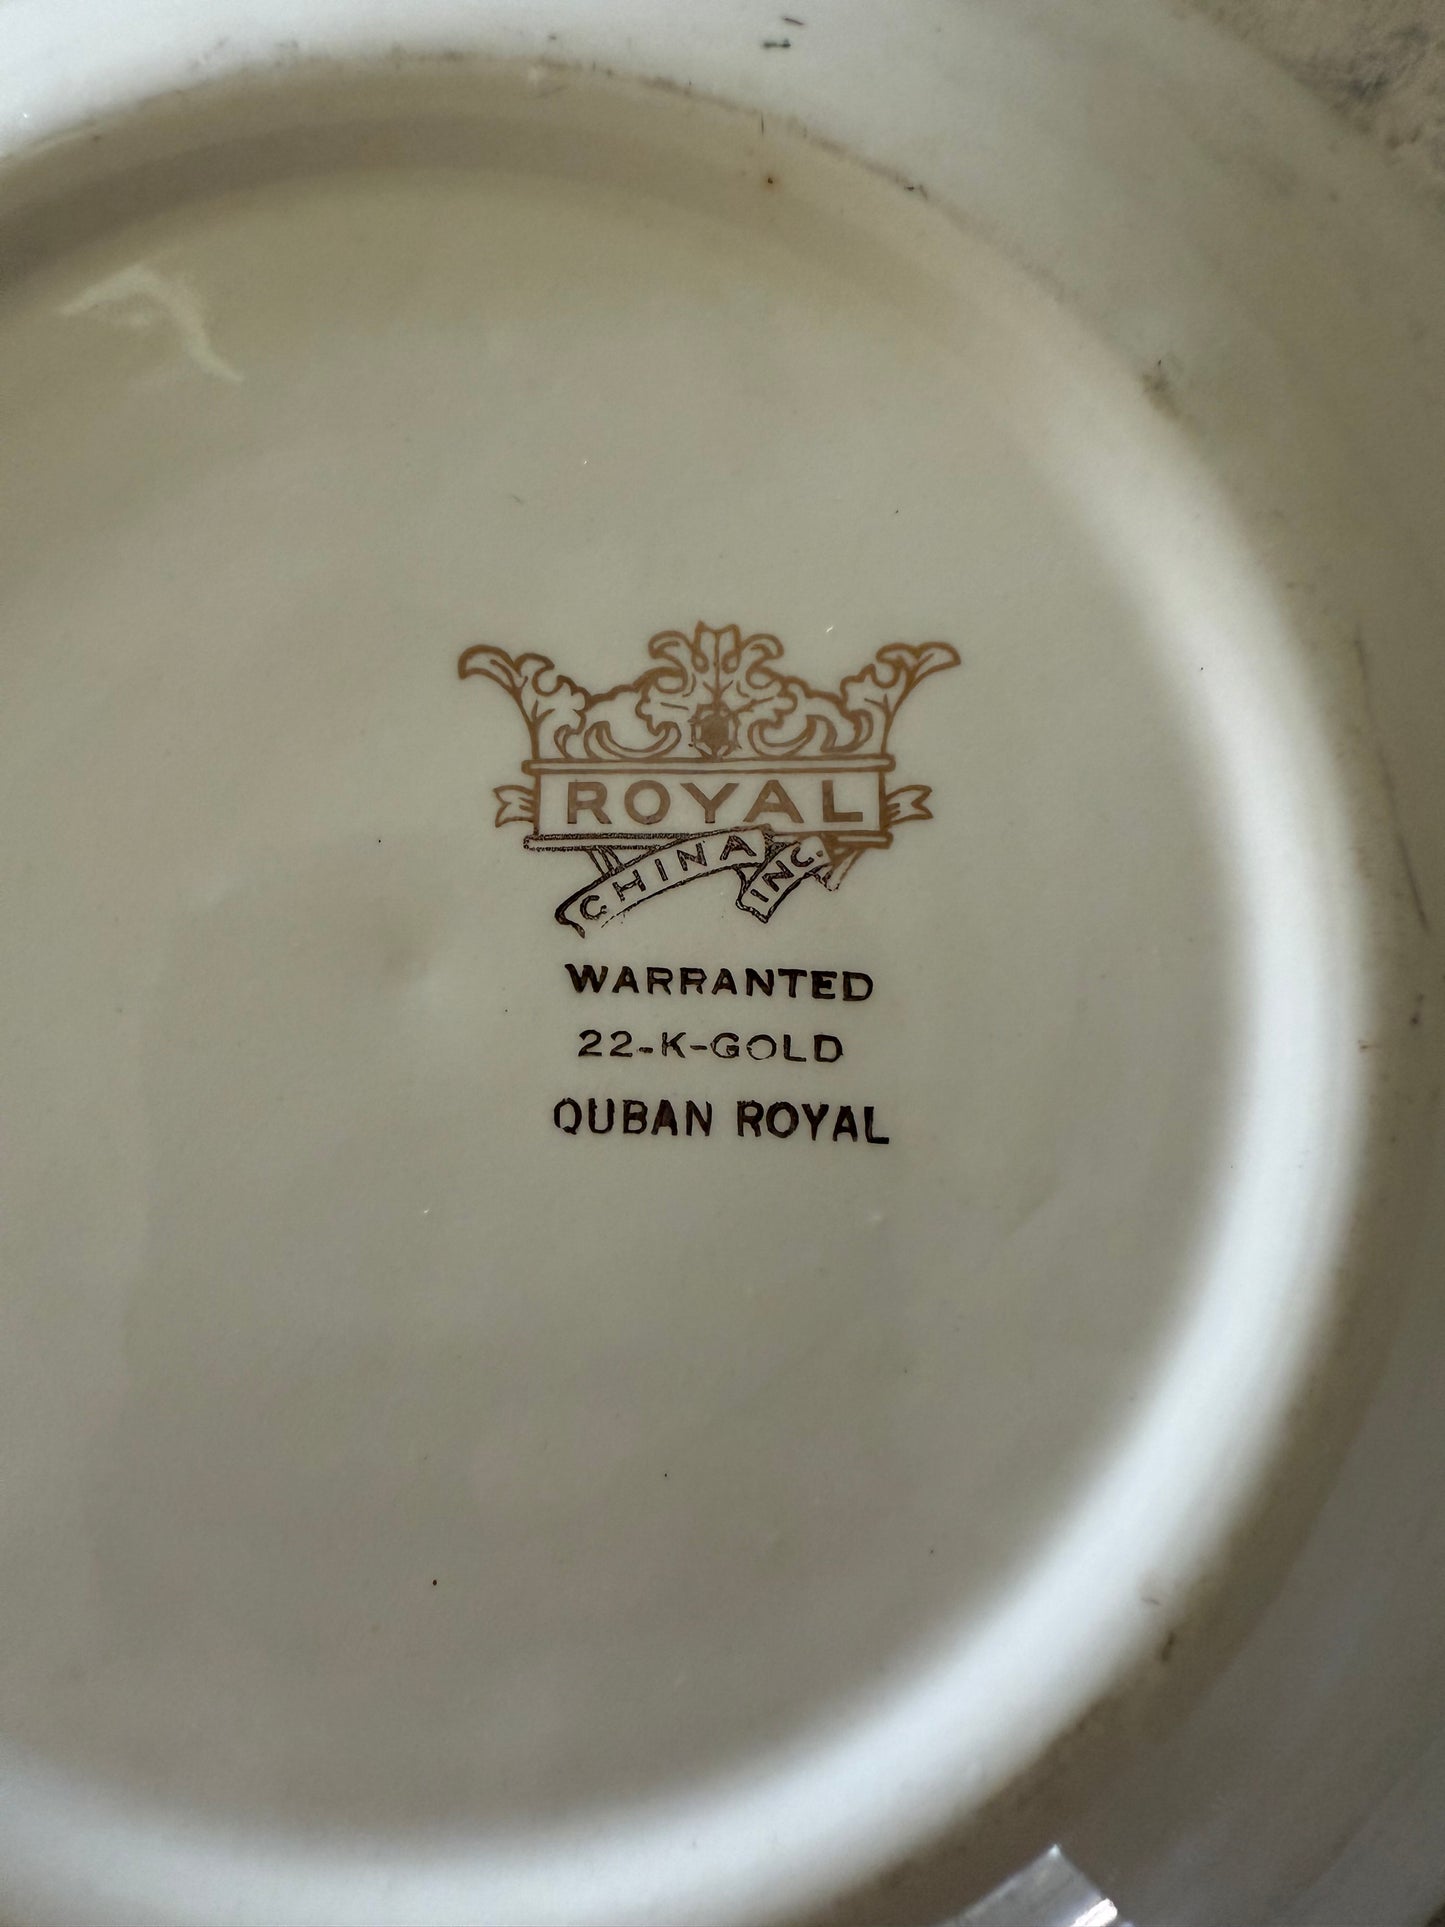 ROYAL
CHINA INC.
WARRANTED
22-K-GOLD
QUBAN ROYAL